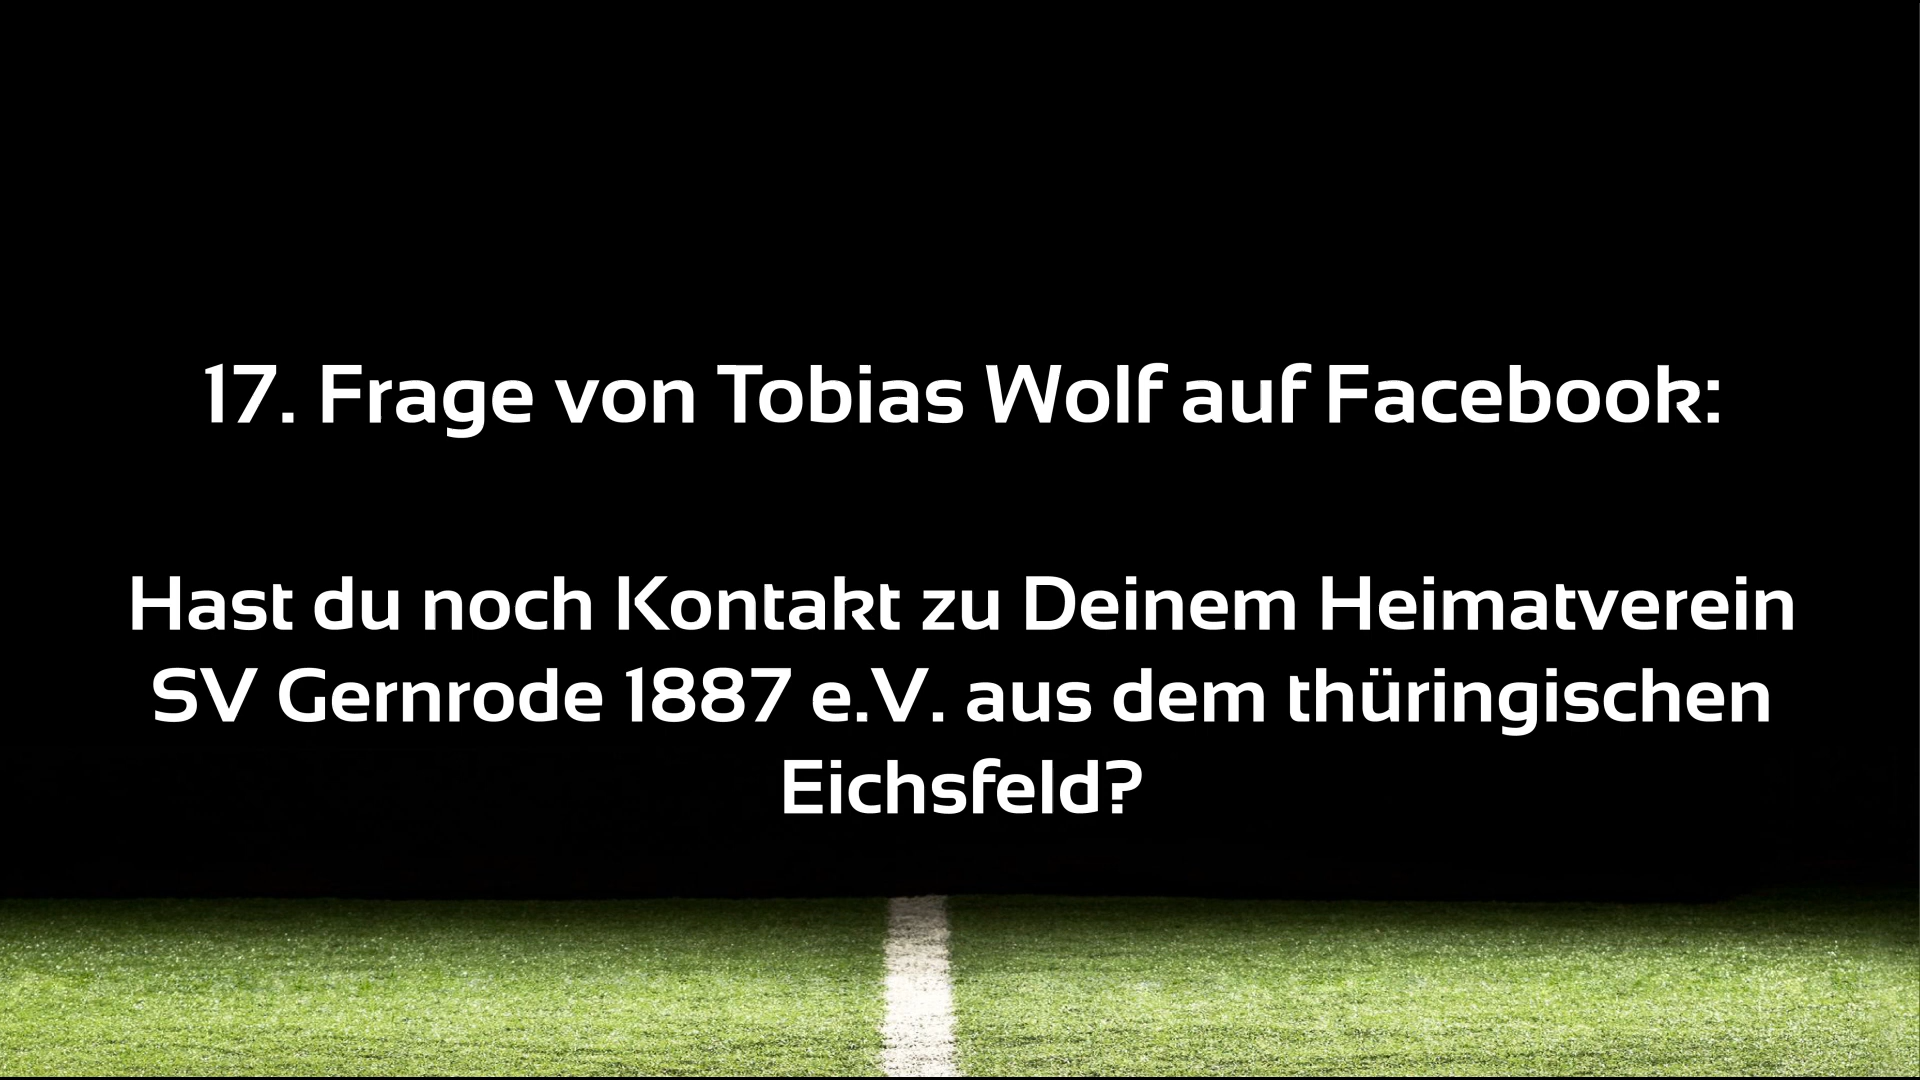 17. Frage von Tobias Wolf auf Facebook:
Hast du noch Kontakt zu Deinem Heimatverein
SV Gernrode 1887 e.V. aus dem thüringischen
Eichsfeld?